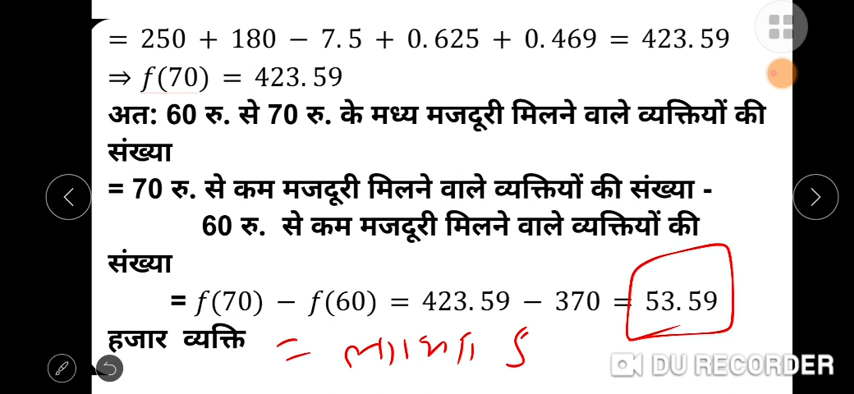 = 250 + 180 − 7.5 + 0.625 + 0.469 = 423.59
⇒ f(70) = 423.59
अत: 60 रु. से 70 रु. के मध्य मजदूरी मिलने वाले व्यक्तियों की
संख्या
= 70 रु. से कम मजदूरी मिलने वाले व्यक्तियों की संख्या -
60 रु. से कम मजदूरी मिलने वाले व्यक्तियों की
संख्या
= f(70) − f(60) = 423.59 − 370 = 53.59
हजार व्यक्ति =
DU RECORDER